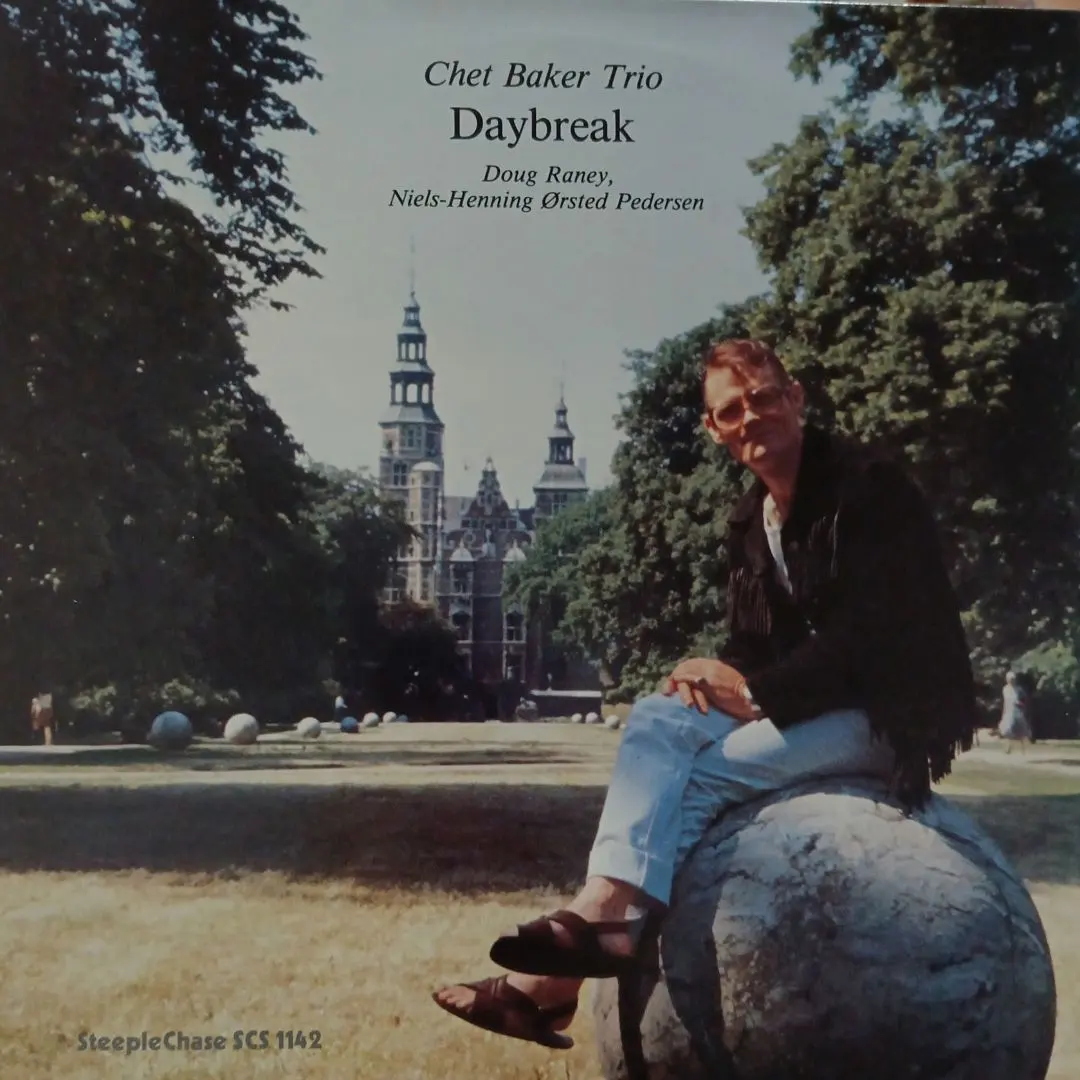 Chet Baker Trio
Daybreak
Doug Raney,
Niels-Henning Ørsted Pedersen
SteepleChase SCS 1142